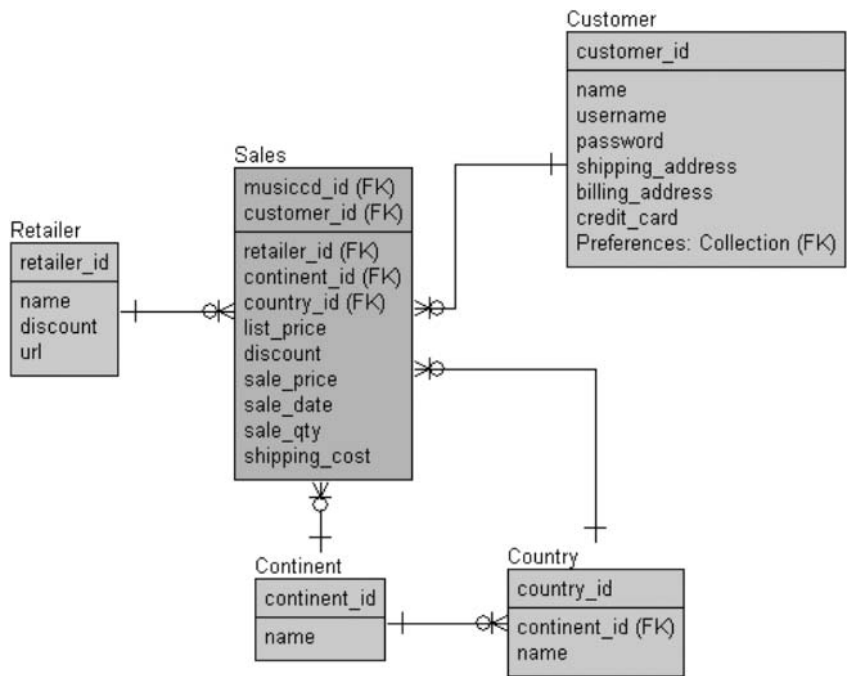 Customer
customer_id
name
username
password
shipping_address
billing_address
credit_card
Preferences: Collection (FK)
Sales
musiccd_id (FK)
customer_id (FK)
retailer_id (FK)
continent_id (FK)
country_id (FK)
list_price
discount
sale_price
sale_date
sale_qty
shipping_cost
Retailer
retailer_id
name
discount
url
Continent
continent_id
name
Country
country_id
continent_id (FK)
name